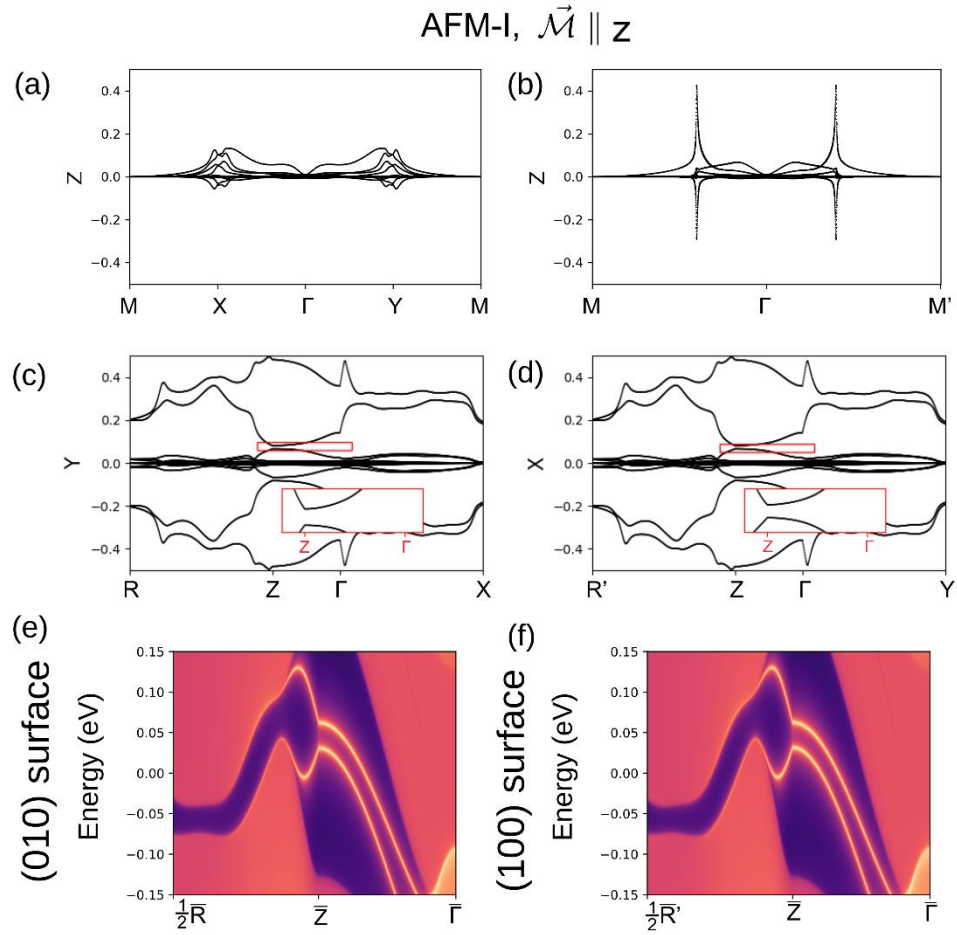 AFM-I, ℳ⃗ ∥ z
(a)
0.4
0.2
0.0
−0.2
−0.4
Z
M X Γ Y M
(b)
0.4
0.2
0.0
−0.2
−0.4
Z
M Γ M'
(c)
0.4
0.2
0.0
−0.2
−0.4
Y
Z Γ
R Z Γ X
(d)
0.4
0.2
0.0
−0.2
−0.4
X
Z Γ
R' Z Γ Y
(e)
(010) surface
Energy (eV)
0.15
0.10
0.05
0.00
−0.05
−0.10
−0.15
½R̄ Z̄ Γ̄
(f)
(100) surface
Energy (eV)
0.15
0.10
0.05
0.00
−0.05
−0.10
−0.15
½R̄' Z̄ Γ̄